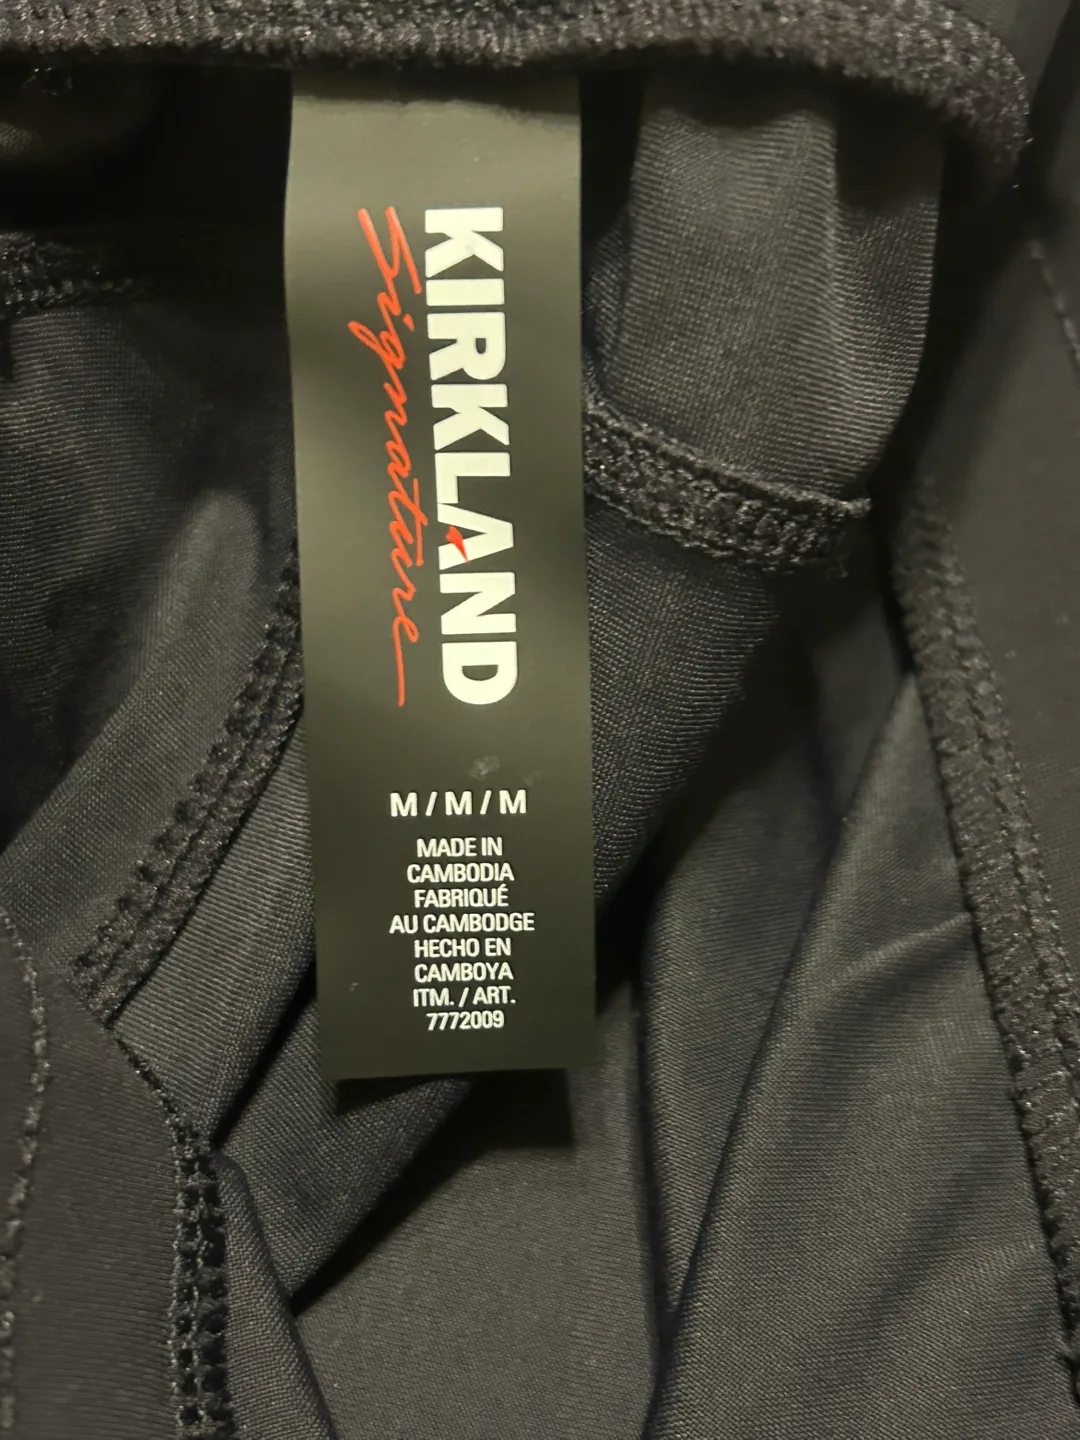 KIRKLAND
Signature
M / M / M
MADE IN
CAMBODIA
FABRIQUÉ
AU CAMBODGE
HECHO EN
CAMBOYA
ITM. / ART.
7772009